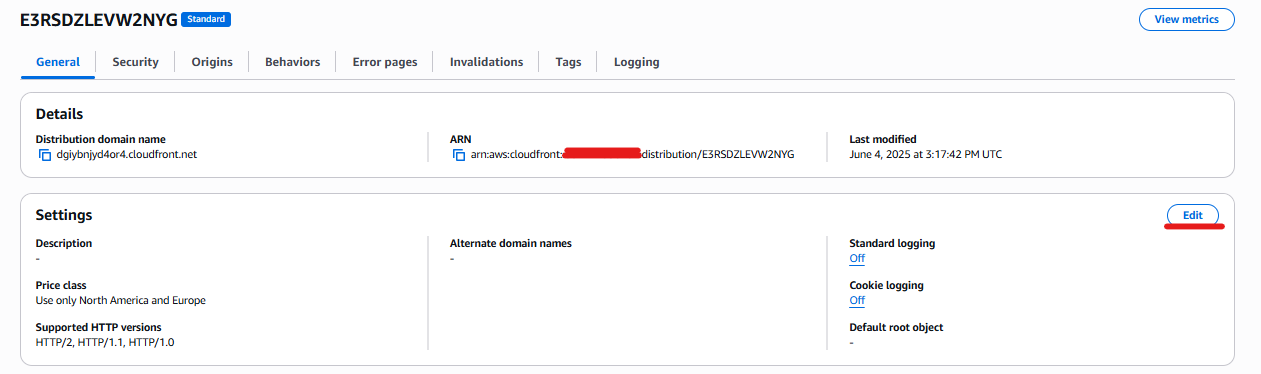 E3RSDZLEVW2NYG Standard View metrics
General Security Origins Behaviors Error pages Invalidations Tags Logging
Details
Distribution domain name ARN Last modified
dgiybnjyd4or4.cloudfront.net arn:aws:cloudfront: distribution/E3RSDZLEVW2NYG June 4, 2025 at 3:17:42 PM UTC
Settings Edit
Description Alternate domain names Standard logging
- - Off
Price class Cookie logging
Use only North America and Europe Off
Supported HTTP versions Default root object
HTTP/2, HTTP/1.1, HTTP/1.0 -